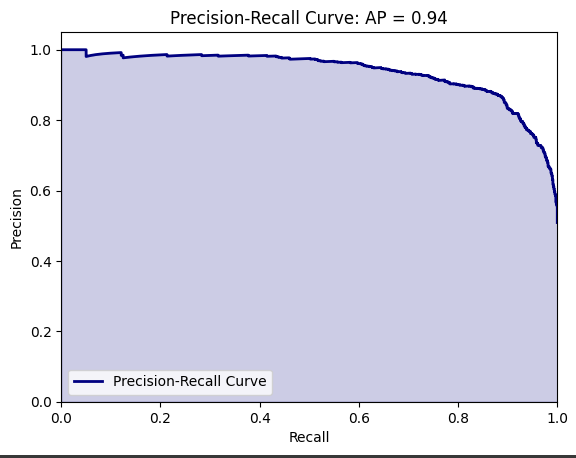 Precision-Recall Curve: AP = 0.94
1.0
0.8
0.6
0.4
0.2
0.0
Precision
Precision-Recall Curve
0.0 0.2 0.4 0.6 0.8 1.0
Recall